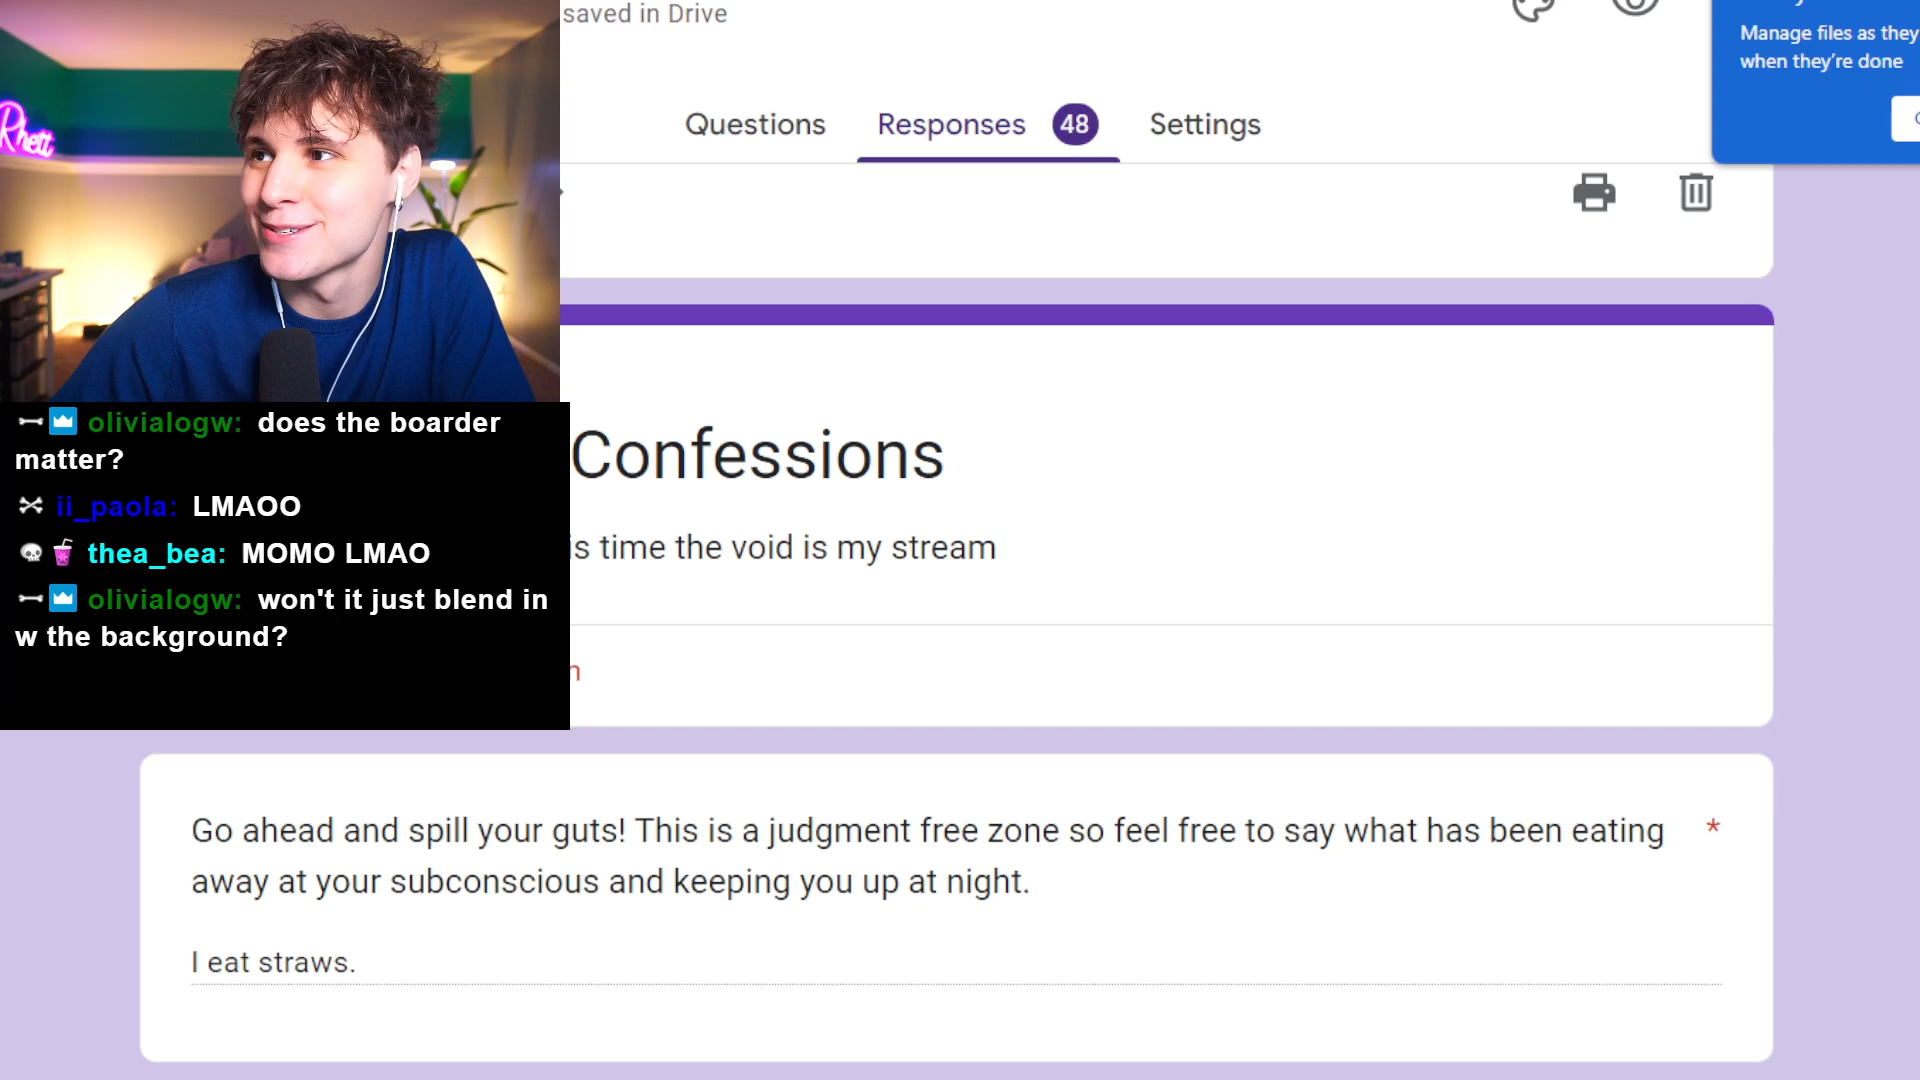 saved in Drive
Manage files as they
when they're done
Questions Responses 48 Settings
Rhett
olivialogw: does the boarder
matter?
ii_paola: LMAOO
thea_bea: MOMO LMAO
olivialogw: won't it just blend in
w the background?
Confessions
is time the void is my stream
n
Go ahead and spill your guts! This is a judgment free zone so feel free to say what has been eating *
away at your subconscious and keeping you up at night.
I eat straws.